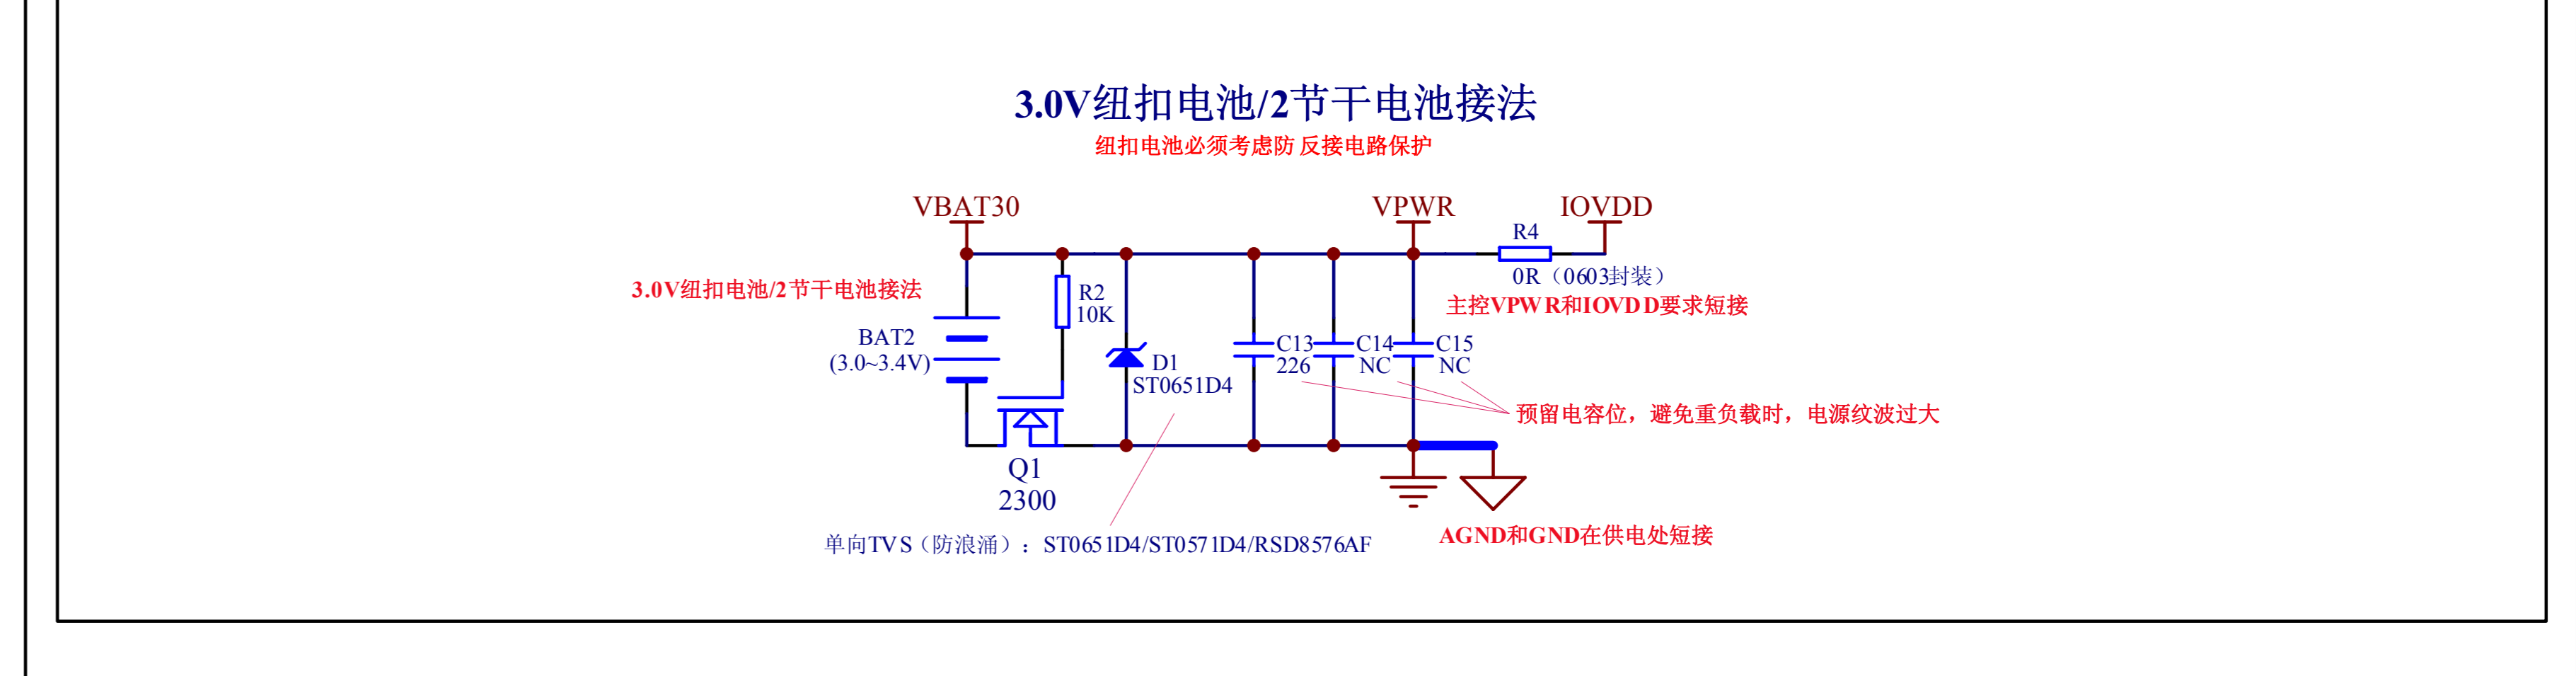 3.0V纽扣电池/2节干电池接法
纽扣电池必须考虑防反接电路保护
VBAT30
VPWR
IOVDD
R4
0R（0603封装）
3.0V纽扣电池/2节干电池接法
R2
10K
主控VPWR和IOVDD要求短接
BAT2
(3.0~3.4V)
D1
ST0651D4
C13
226
C14
NC
C15
NC
预留电容位，避免重负载时，电源纹波过大
Q1
2300
单向TVS（防浪涌）：ST0651D4/ST0571D4/RSD8576AF
AGND和GND在供电处短接